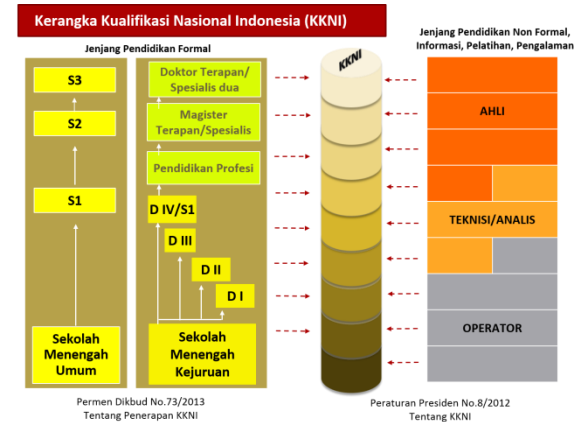 Kerangka Kualifikasi Nasional Indonesia (KKNI)
Jenjang Pendidikan Formal
Jenjang Pendidikan Non Formal,
Informasi, Pelatihan, Pengalaman
S3
S2
S1
Sekolah
Menengah
Umum
Doktor Terapan/
Spesialis dua
Magister
Terapan/Spesialis
Pendidikan Profesi
D IV/S1
D III
D II
D I
Sekolah
Menengah
Kejuruan
KKNI
AHLI
TEKNISI/ANALIS
OPERATOR
Permen Dikbud No.73/2013
Tentang Penerapan KKNI
Peraturan Presiden No.8/2012
Tentang KKNI